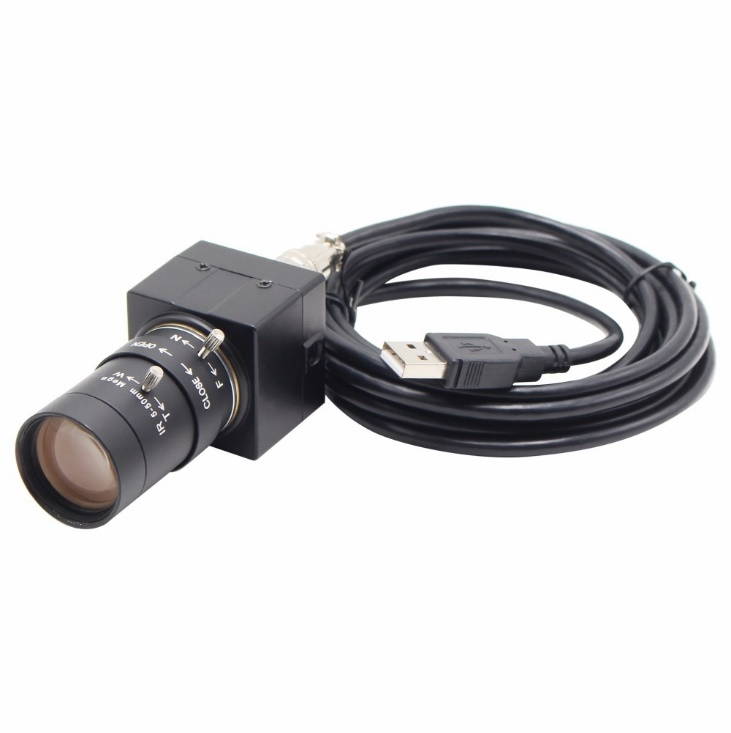 N ← → F
OPEN ← → CLOSE
W ← → T
IR 5-50mm Mega